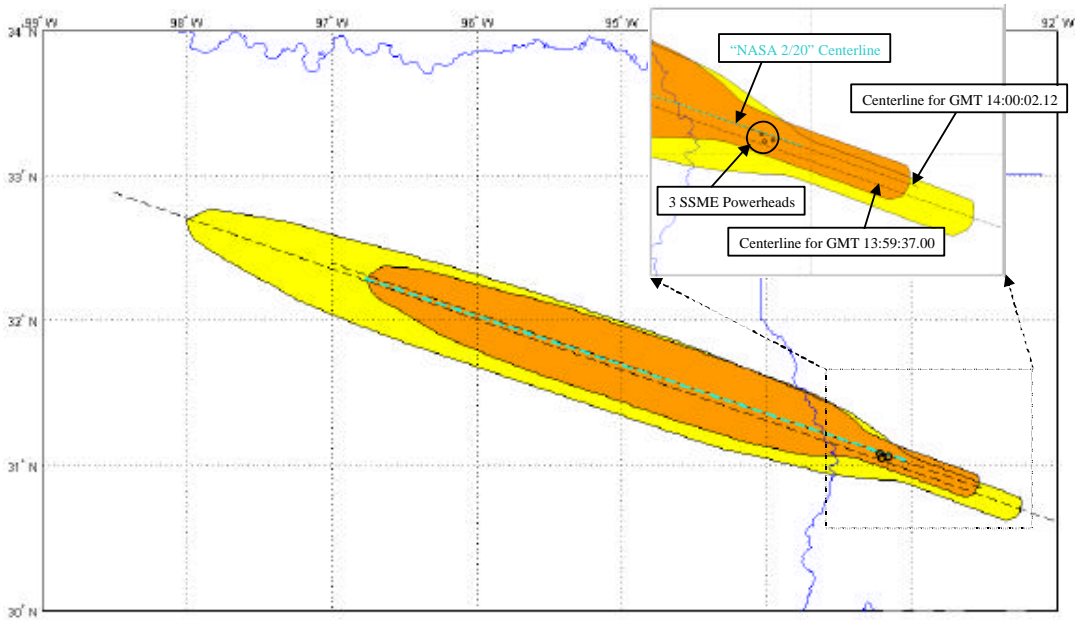 99° W
98° W
97° W
96° W
95° W
92° W
34° N
33° N
32° N
31° N
30° N
“NASA 2/20” Centerline
Centerline for GMT 14:00:02.12
3 SSME Powerheads
Centerline for GMT 13:59:37.00